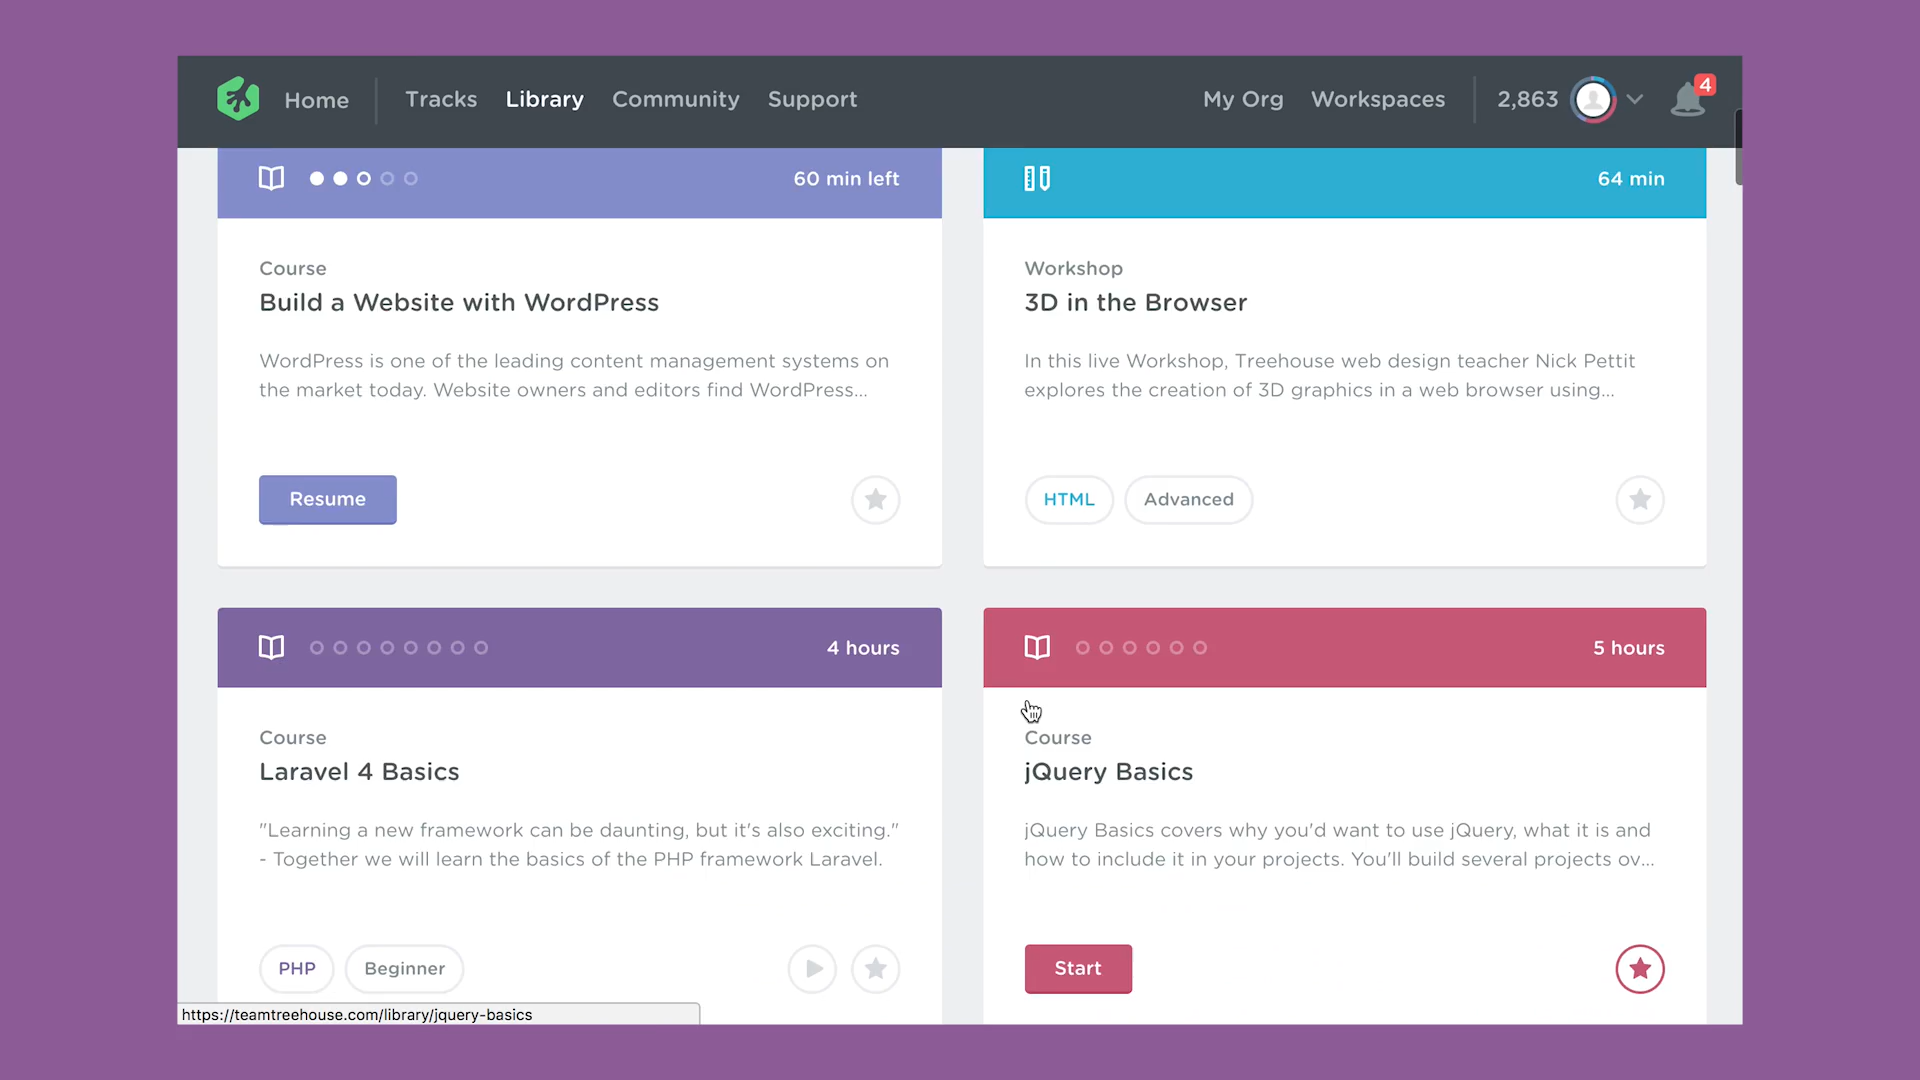 Home Tracks Library Community Support My Org Workspaces 2,863 4
60 min left
Course
Build a Website with WordPress
WordPress is one of the leading content management systems on
the market today. Website owners and editors find WordPress...
Resume
64 min
Workshop
3D in the Browser
In this live Workshop, Treehouse web design teacher Nick Pettit
explores the creation of 3D graphics in a web browser using...
HTML Advanced
4 hours
Course
Laravel 4 Basics
"Learning a new framework can be daunting, but it's also exciting."
- Together we will learn the basics of the PHP framework Laravel.
PHP Beginner
5 hours
Course
jQuery Basics
jQuery Basics covers why you'd want to use jQuery, what it is and
how to include it in your projects. You'll build several projects ov...
Start
https://teamtreehouse.com/library/jquery-basics